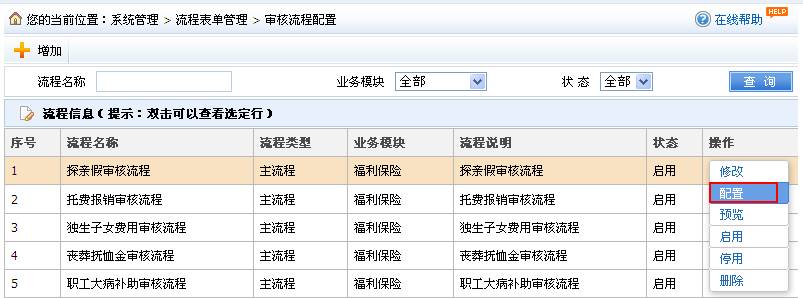 您的当前位置：系统管理 > 流程表单管理 > 审核流程配置 在线帮助 HELP
增加
流程名称 业务模块 全部 状 态 全部 查 询
流程信息（提示：双击可以查看选定行）
序号 流程名称 流程类型 业务模块 流程说明 状态 操作
1 探亲假审核流程 主流程 福利保险 探亲假审核流程 启用 修改
配置
2 托费报销审核流程 主流程 福利保险 托费报销审核流程 启用
预览
3 独生子女费用审核流程 主流程 福利保险 独生子女费用审核流程 启用
启用
4 丧葬抚恤金审核流程 主流程 福利保险 丧葬抚恤金审核流程 启用
停用
5 职工大病补助审核流程 主流程 福利保险 职工大病补助审核流程 启用
删除